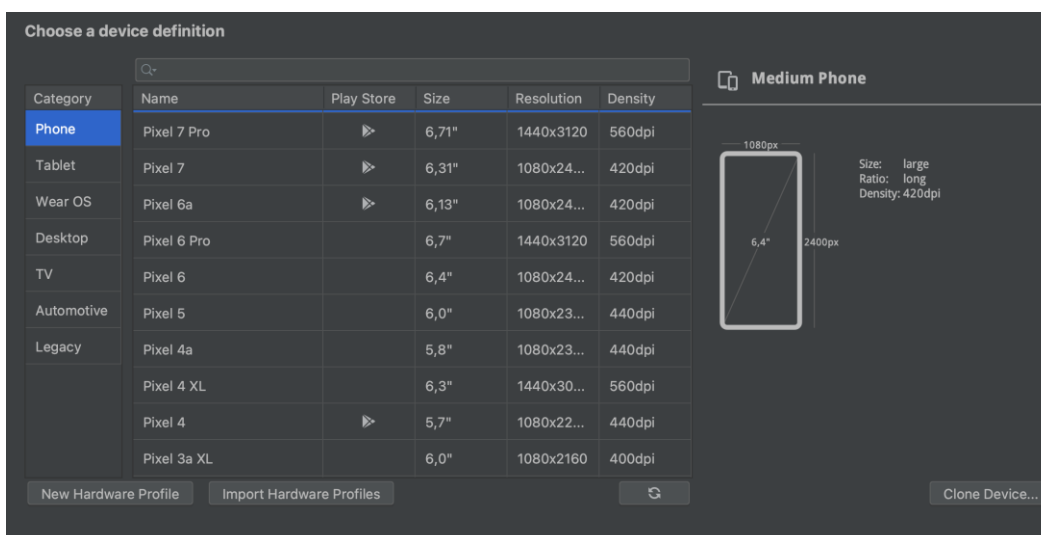 Choose a device definition
Medium Phone
Category Name Play Store Size Resolution Density
Phone
Tablet
Wear OS
Desktop
TV
Automotive
Legacy
Pixel 7 Pro 6,71" 1440x3120 560dpi
Pixel 7 6,31" 1080x24... 420dpi
Pixel 6a 6,13" 1080x24... 420dpi
Pixel 6 Pro 6,7" 1440x3120 560dpi
Pixel 6 6,4" 1080x24... 420dpi
Pixel 5 6,0" 1080x23... 440dpi
Pixel 4a 5,8" 1080x23... 440dpi
Pixel 4 XL 6,3" 1440x30... 560dpi
Pixel 4 5,7" 1080x22... 440dpi
Pixel 3a XL 6,0" 1080x2160 400dpi
1080px
6,4"
2400px
Size: large
Ratio: long
Density: 420dpi
New Hardware Profile
Import Hardware Profiles
Clone Device...